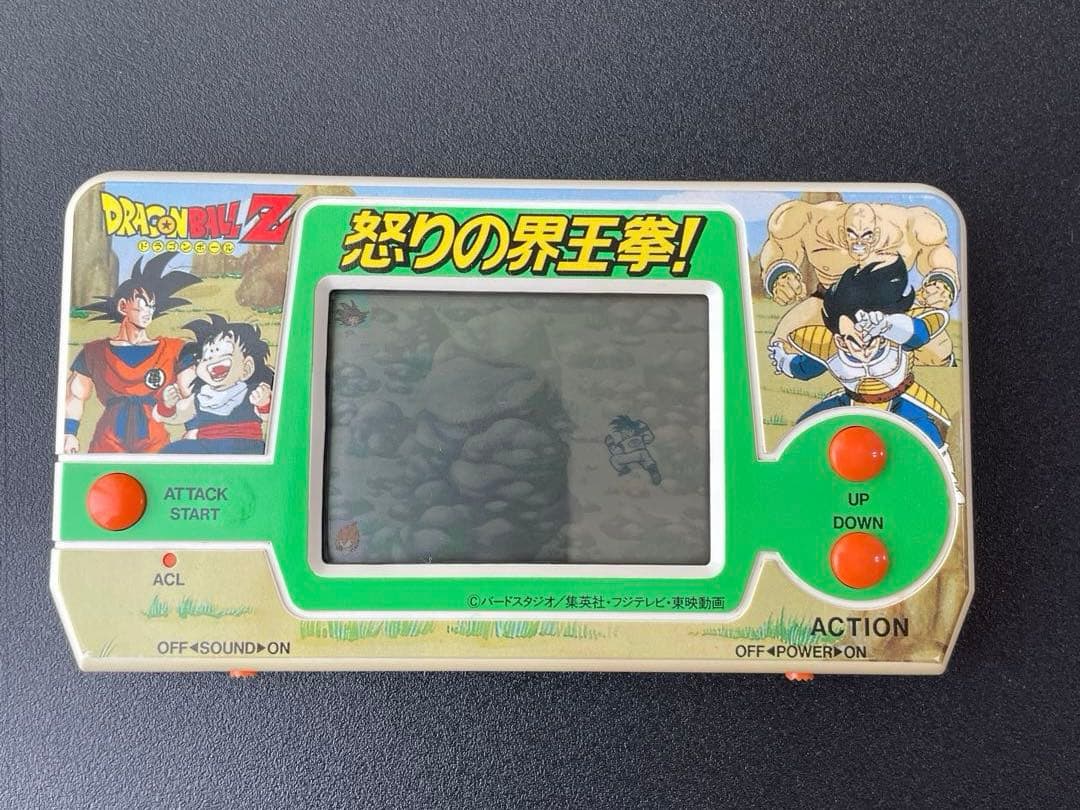 DRAGON BALL Z
ドラゴンボール
怒りの界王拳!
ATTACK
START
ACL
UP
DOWN
©バードスタジオ/集英社・フジテレビ・東映動画
ACTION
OFF◀SOUND▶ON
OFF◀POWER▶ON